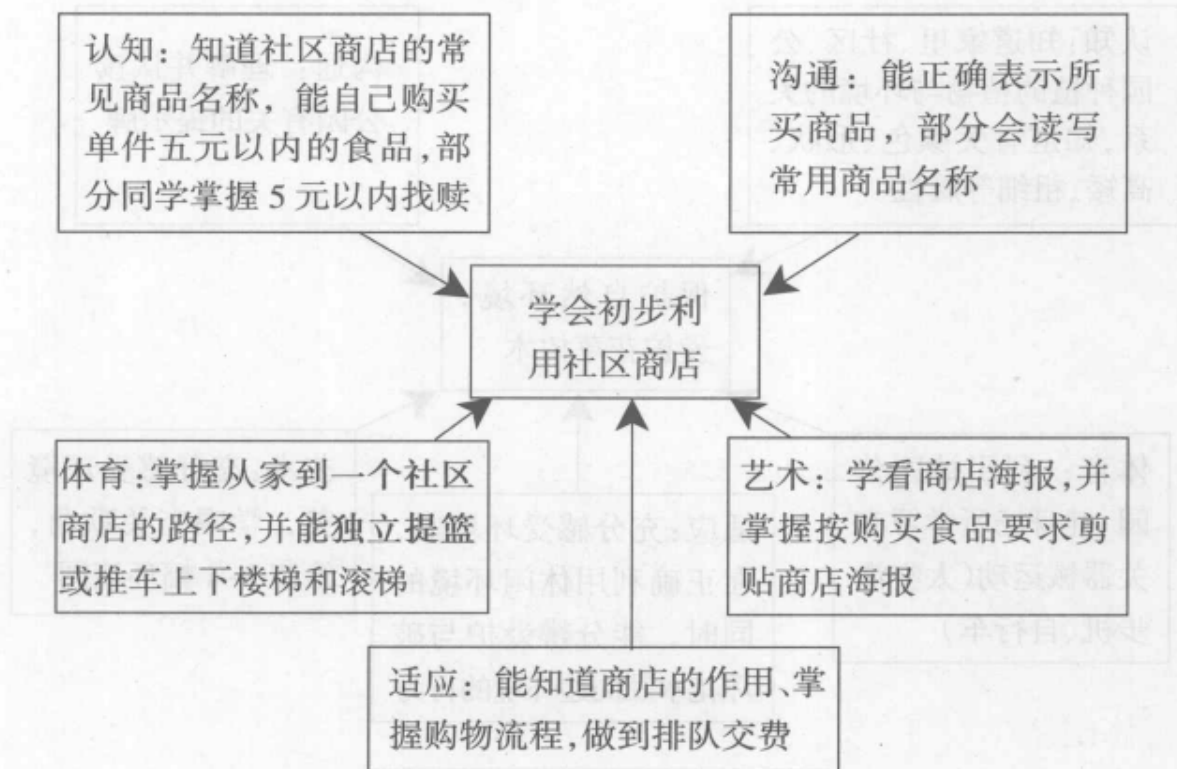 认知：知道社区商店的常
见商品名称，能自己购买
单件五元以内的食品，部
分同学掌握 5 元以内找赎
沟通：能正确表示所
买商品，部分会读写
常用商品名称
学会初步利
用社区商店
体育：掌握从家到一个社区
商店的路径，并能独立提篮
或推车上下楼梯和滚梯
艺术：学看商店海报，并
掌握按购买食品要求剪
贴商店海报
适应：能知道商店的作用、掌
握购物流程，做到排队交费